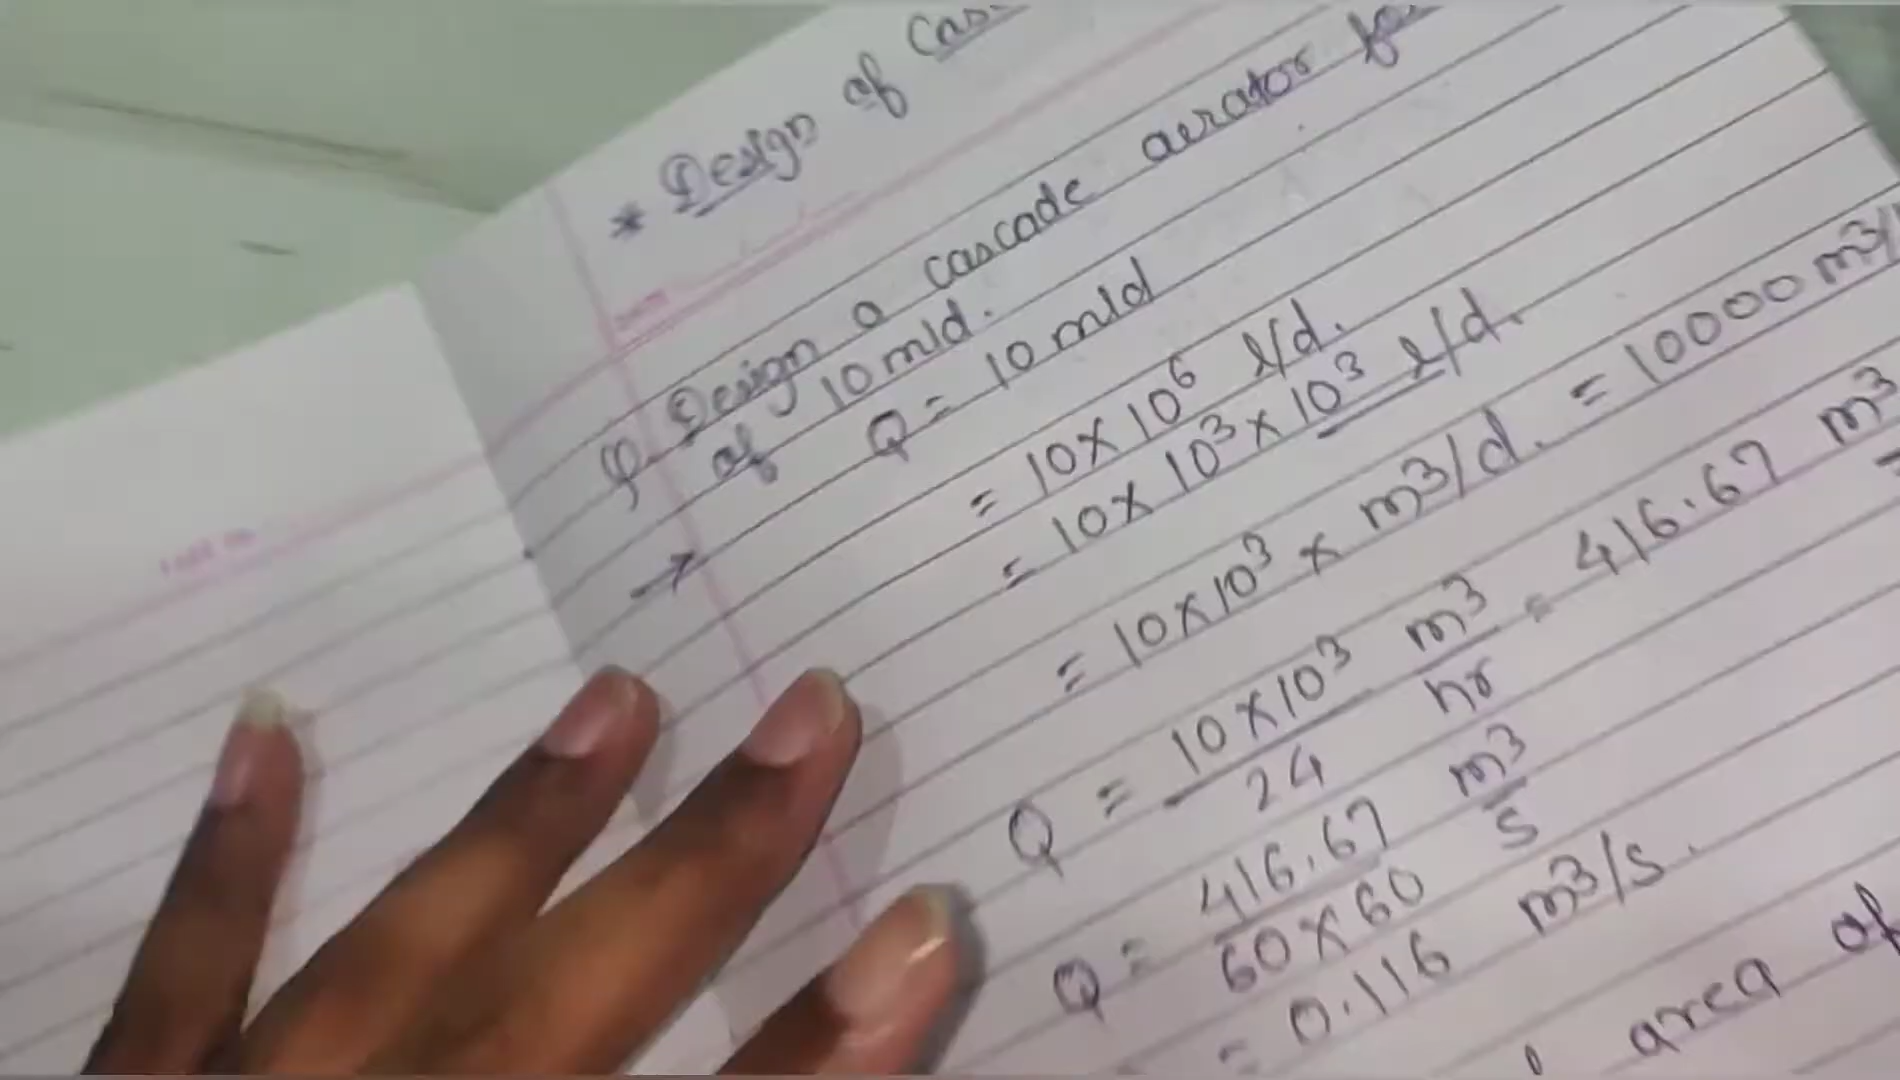 * Design of Cas
Q. Design a cascade aerator for
of 10 mld.
→ Q = 10 mld
= 10 x 10⁶ l/d.
= 10 x 10³ x 10³ l/d.
= 10 x 10³ x m³/d. = 10000 m³/
Q = 10 x 10³ / 24 m³/hr = 416.67 m³
Q = 416.67 / 60 x 60 m³/s
= 0.116 m³/s.
area of